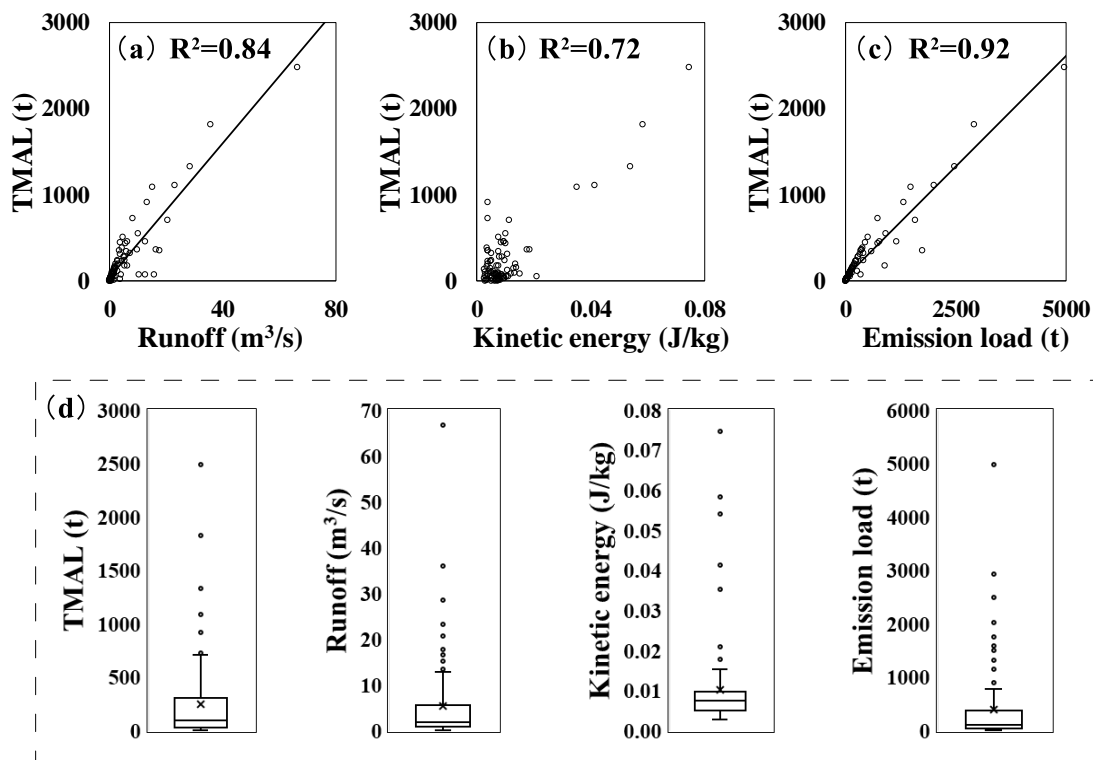 (a) R²=0.84
TMAL (t)
3000
2000
1000
0
0 40 80
Runoff (m³/s)
(b) R²=0.72
TMAL (t)
3000
2000
1000
0
0 0.04 0.08
Kinetic energy (J/kg)
(c) R²=0.92
TMAL (t)
3000
2000
1000
0
0 2500 5000
Emission load (t)
(d)
TMAL (t)
3000
2500
2000
1500
1000
500
0
Runoff (m³/s)
70
60
50
40
30
20
10
0
Kinetic energy (J/kg)
0.08
0.07
0.06
0.05
0.04
0.03
0.02
0.01
0.00
Emission load (t)
6000
5000
4000
3000
2000
1000
0